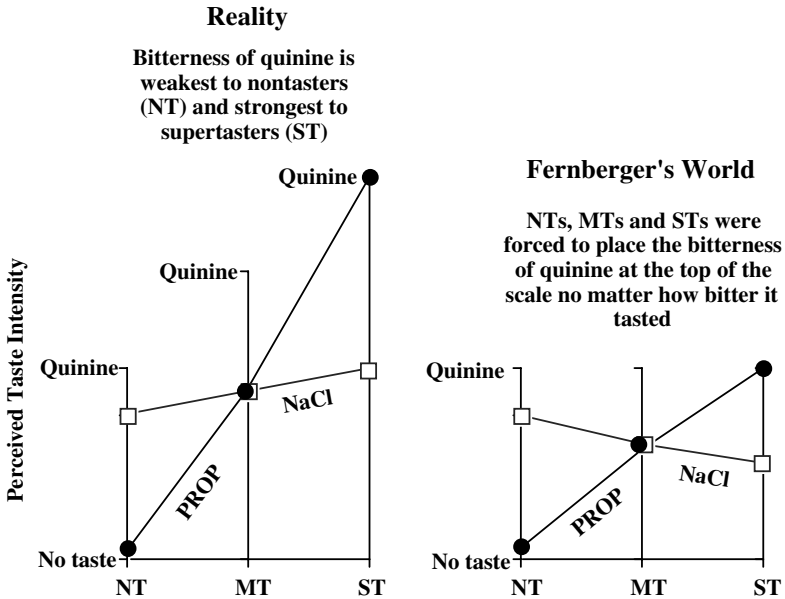 Reality
Bitterness of quinine is
weakest to nontasters
(NT) and strongest to
supertasters (ST)
Quinine
Quinine
Quinine
NaCl
PROP
No taste
NT
MT
ST
Perceived Taste Intensity
Fernberger's World
NTs, MTs and STs were
forced to place the bitterness
of quinine at the top of the
scale no matter how bitter it
tasted
Quinine
NaCl
PROP
No taste
NT
MT
ST